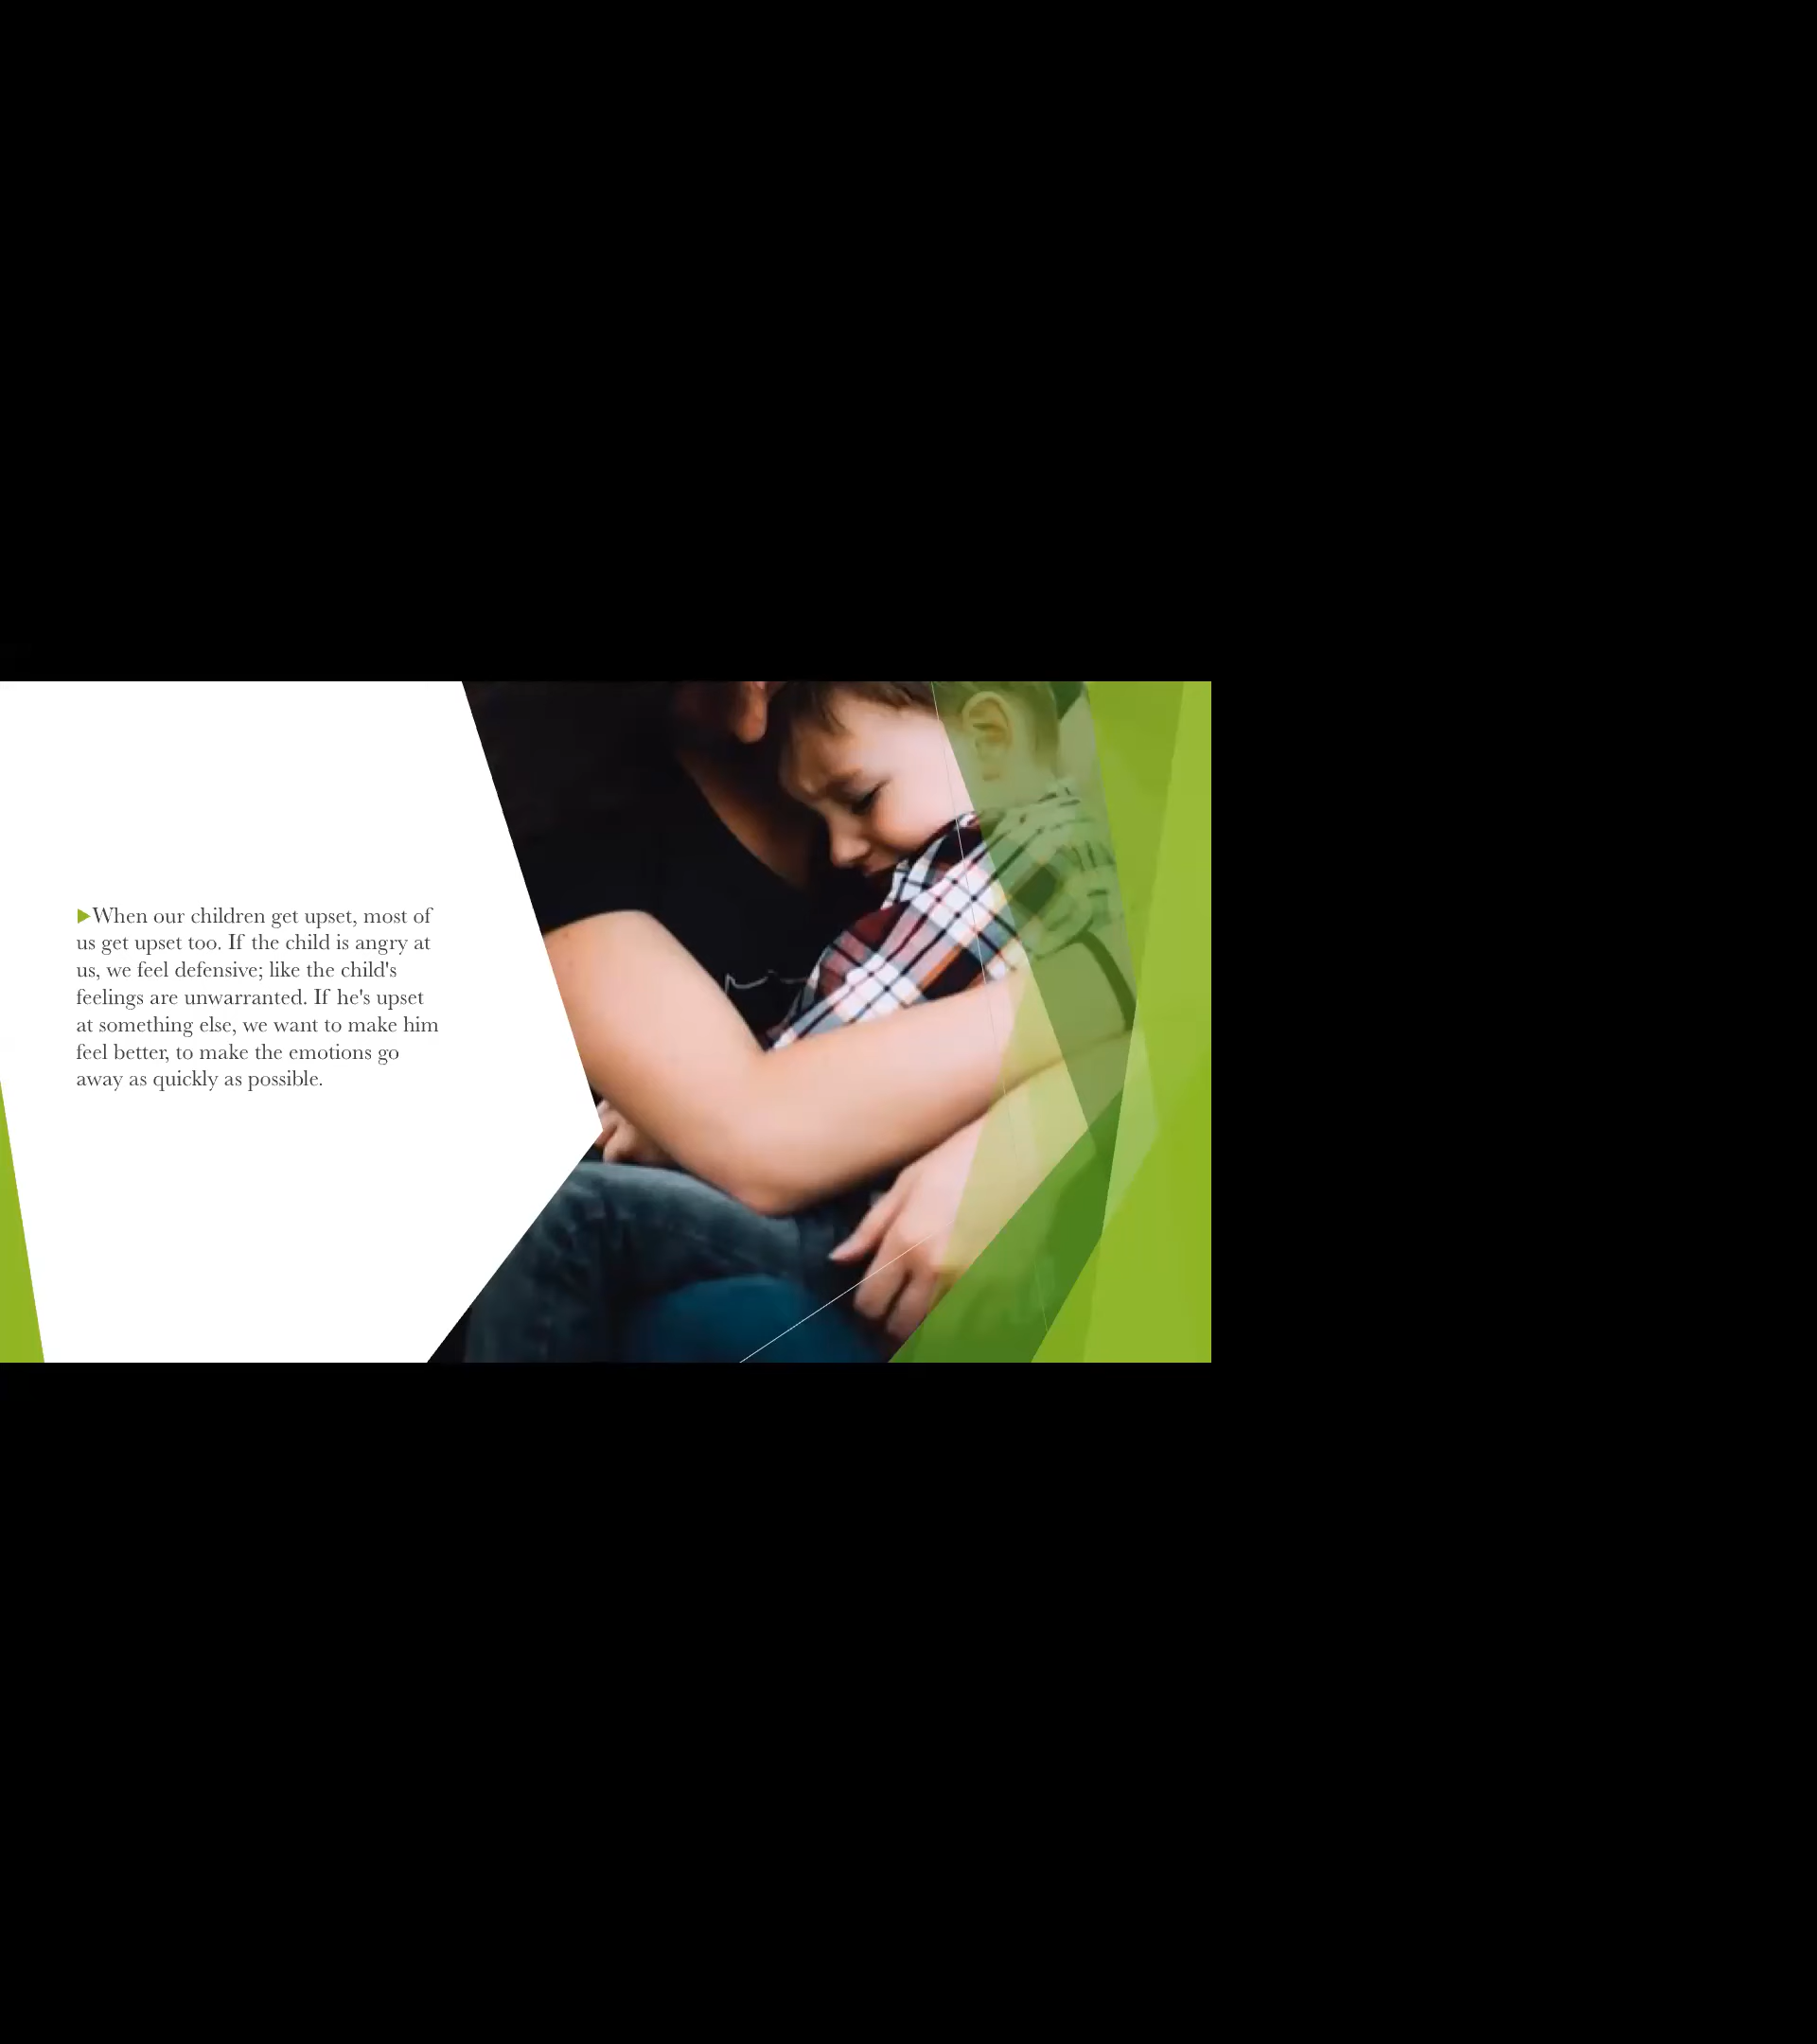 When our children get upset, most of
us get upset too. If the child is angry at
us, we feel defensive; like the child's
feelings are unwarranted. If he's upset
at something else, we want to make him
feel better, to make the emotions go
away as quickly as possible.